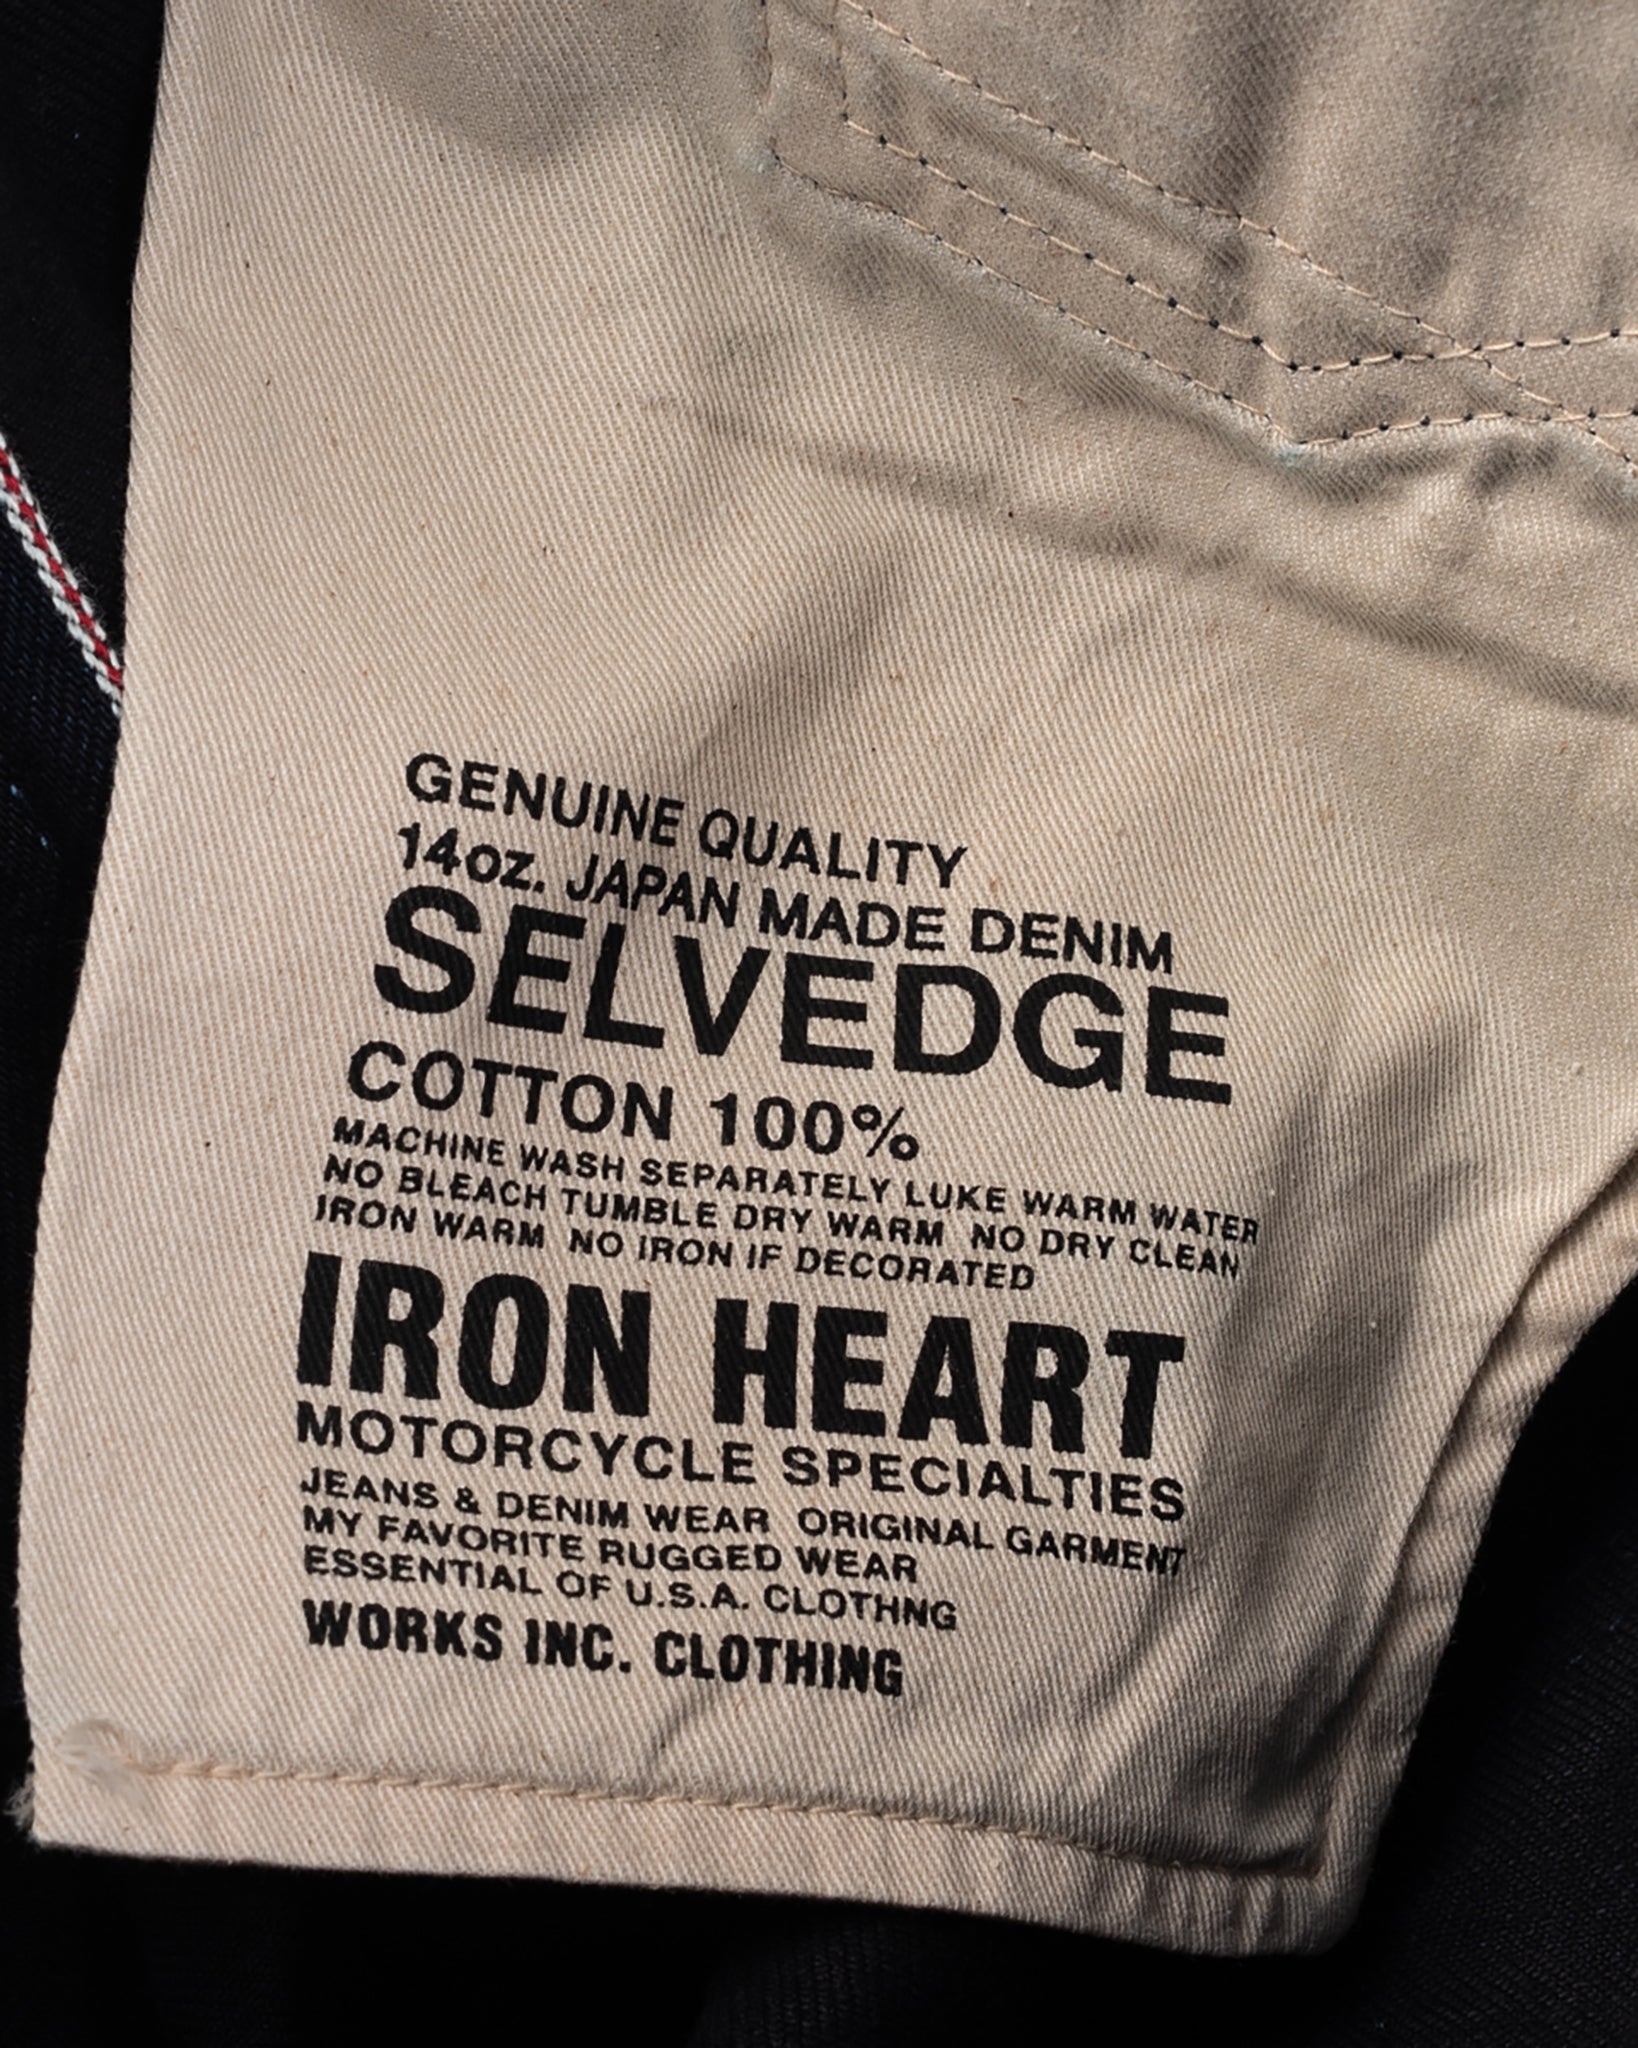 GENUINE QUALITY
14oz. JAPAN MADE DENIM
SELVEDGE
COTTON 100%
MACHINE WASH SEPARATELY LUKE WARM WATER
NO BLEACH TUMBLE DRY WARM NO DRY CLEAN
IRON WARM NO IRON IF DECORATED
IRON HEART
MOTORCYCLE SPECIALTIES
JEANS & DENIM WEAR ORIGINAL GARMENT
MY FAVORITE RUGGED WEAR
ESSENTIAL OF U.S.A. CLOTHNG
WORKS INC. CLOTHING